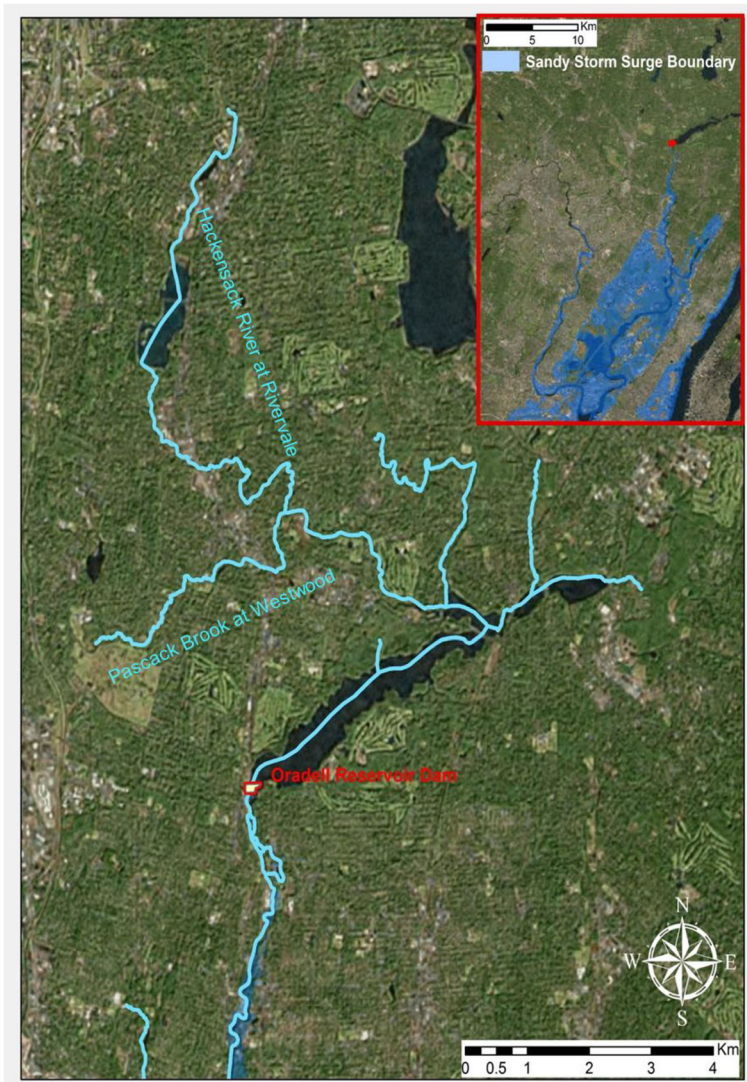 Km
0 5 10
Sandy Storm Surge Boundary
Hackensack River at Rivervale
Pascack Brook at Westwood
Oradell Reservoir Dam
N
W E
S
Km
0 0.5 1 2 3 4